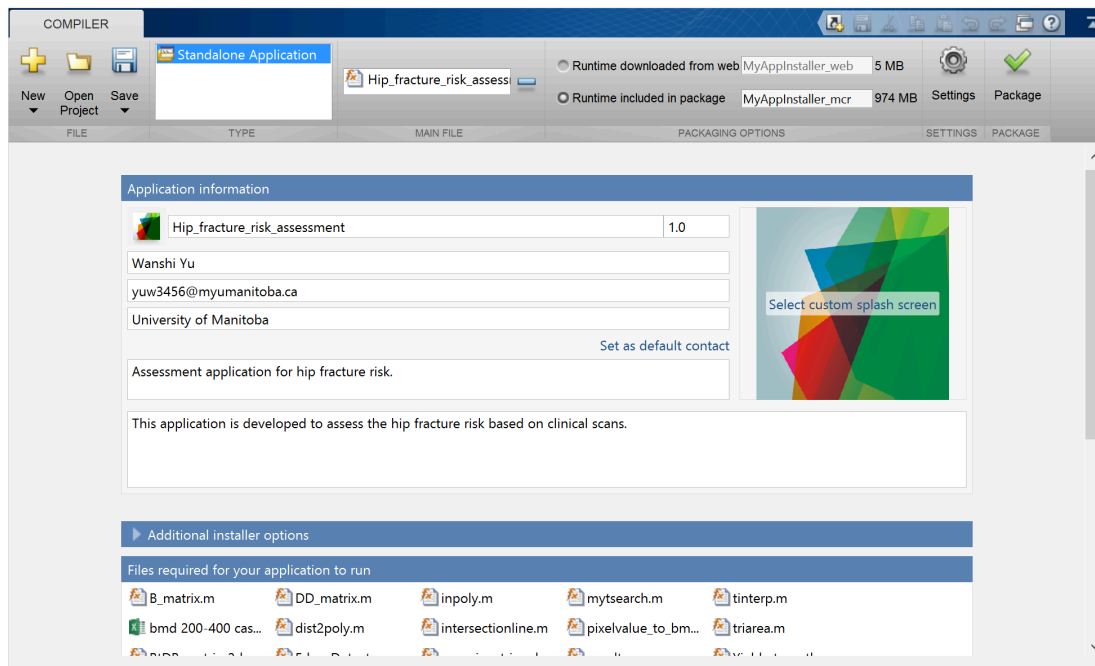 COMPILER
New
Open Project
Save
FILE
Standalone Application
TYPE
Hip_fracture_risk_assessi
MAIN FILE
Runtime downloaded from web MyAppInstaller_web 5 MB
Runtime included in package MyAppInstaller_mcr 974 MB
PACKAGING OPTIONS
Settings
SETTINGS
Package
PACKAGE
Application information
Hip_fracture_risk_assessment 1.0
Wanshi Yu
yuw3456@myumanitoba.ca
University of Manitoba
Set as default contact
Select custom splash screen
Assessment application for hip fracture risk.
This application is developed to assess the hip fracture risk based on clinical scans.
Additional installer options
Files required for your application to run
B_matrix.m DD_matrix.m inpoly.m mytsearch.m tinterp.m
bmd 200-400 cas... dist2poly.m intersectionline.m pixelvalue_to_bm... triarea.m